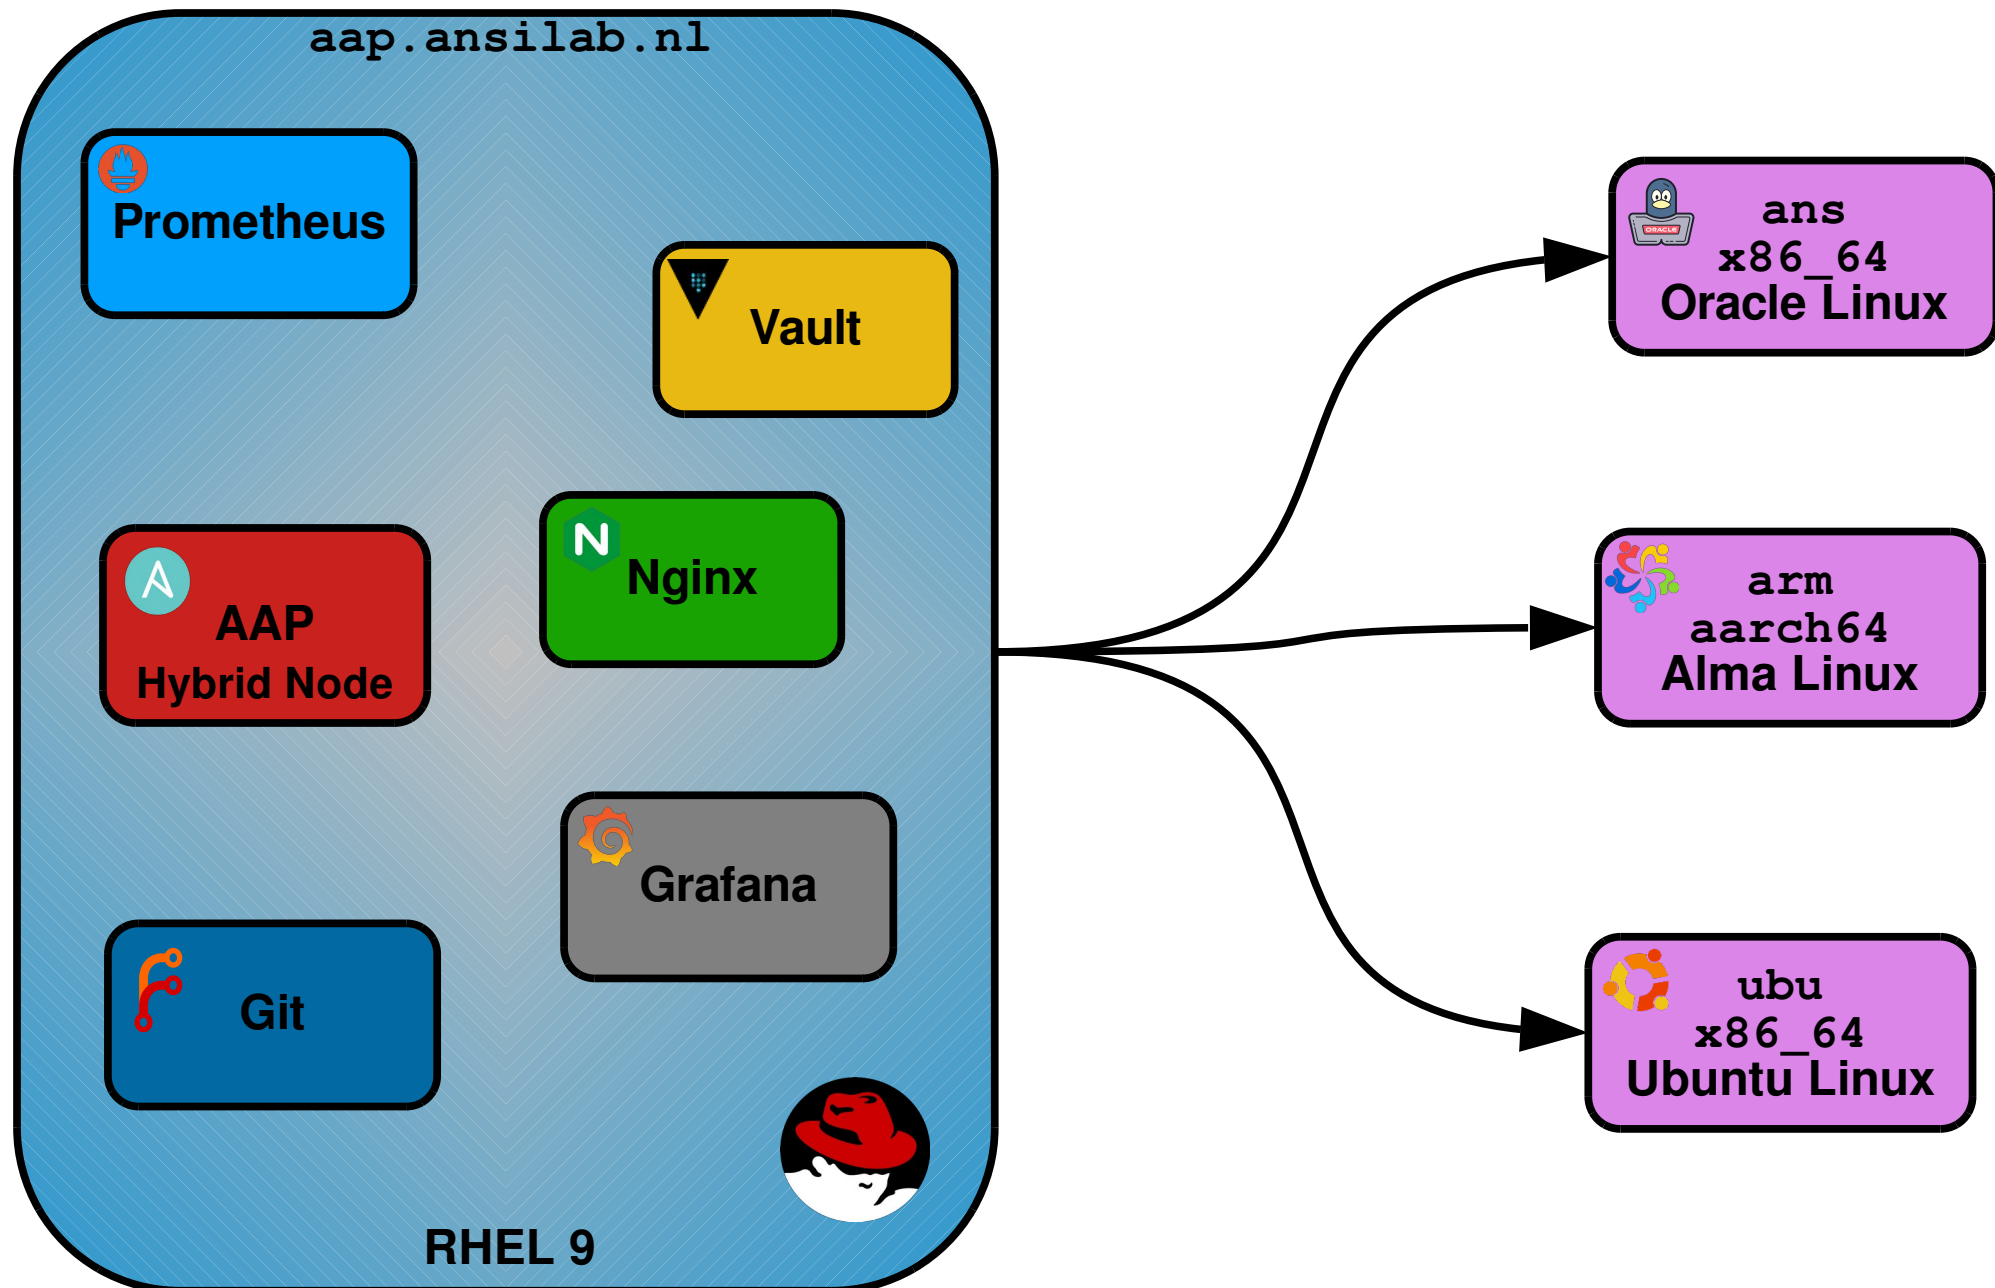 aap.ansilab.nl
Prometheus
Vault
Nginx
AAP
Hybrid Node
Grafana
Git
RHEL 9
ORACLE
ans
x86_64
Oracle Linux
arm
aarch64
Alma Linux
ubu
x86_64
Ubuntu Linux